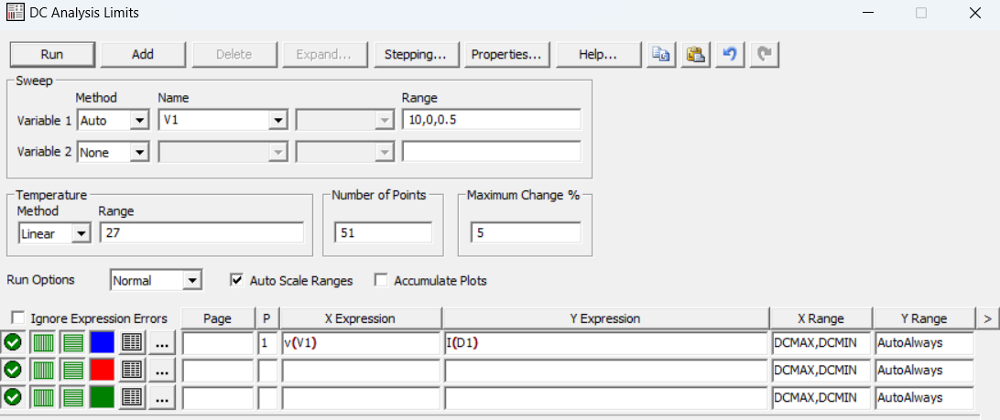 DC Analysis Limits
Run Add Delete Expand... Stepping... Properties... Help...
Sweep
Method Name Range
Variable 1 Auto V1 10,0,0.5
Variable 2 None
Temperature Number of Points Maximum Change %
Method Range
Linear 27 51 5
Run Options Normal Auto Scale Ranges Accumulate Plots
Ignore Expression Errors Page P X Expression Y Expression X Range Y Range >
... 1 v(V1) I(D1) DCMAX,DCMIN AutoAlways
... DCMAX,DCMIN AutoAlways
... DCMAX,DCMIN AutoAlways